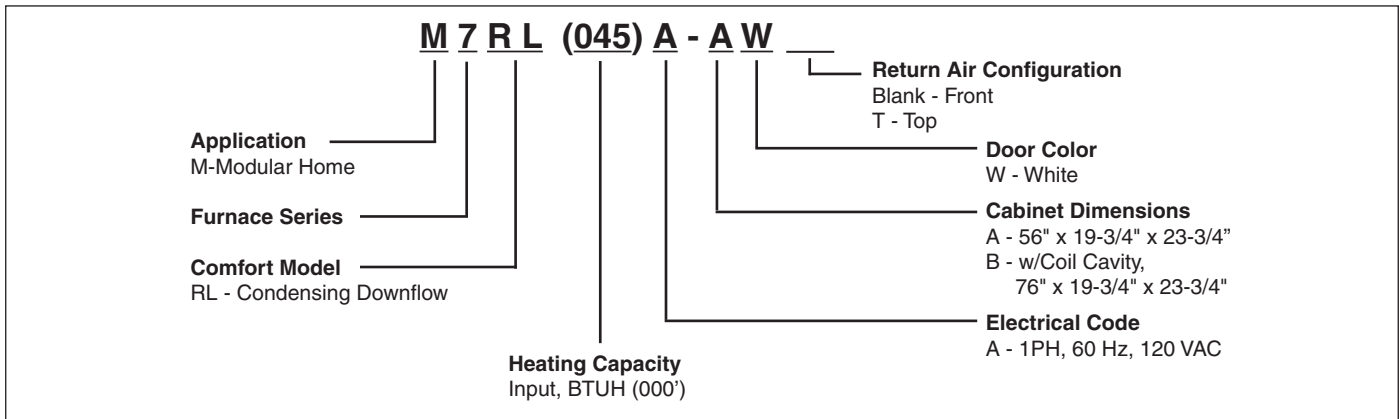 M 7 R L (045) A - A W ___
Return Air Configuration
Blank - Front
T - Top
Application
M-Modular Home
Door Color
W - White
Furnace Series
Cabinet Dimensions
A - 56" x 19-3/4" x 23-3/4”
B - w/Coil Cavity,
76" x 19-3/4" x 23-3/4"
Comfort Model
RL - Condensing Downflow
Electrical Code
A - 1PH, 60 Hz, 120 VAC
Heating Capacity
Input, BTUH (000’)